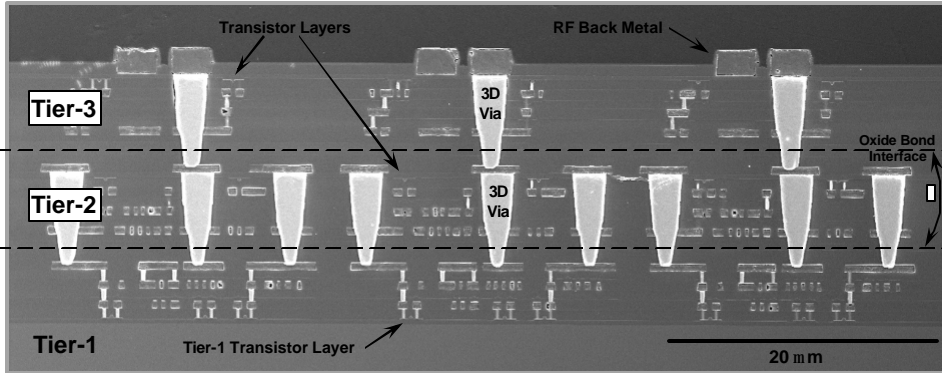 Transistor Layers
RF Back Metal
Tier-3
3D
Via
Oxide Bond
Interface
Tier-2
3D
Via
Tier-1
Tier-1 Transistor Layer
20 mm